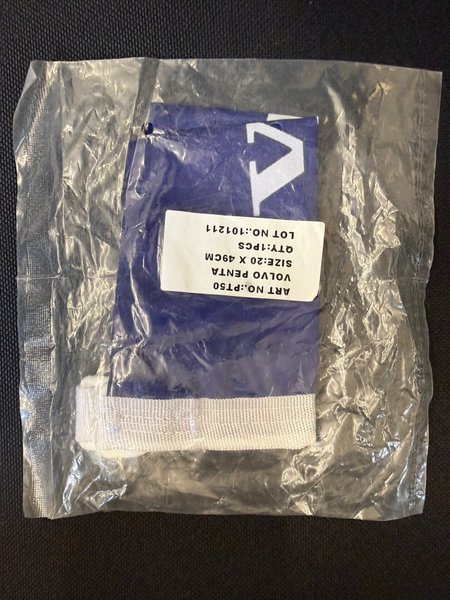 V
ART NO.:PT50
VOLVO PENTA
SIZE:20 X 49CM
QTY:1PCS
LOT NO.:101211